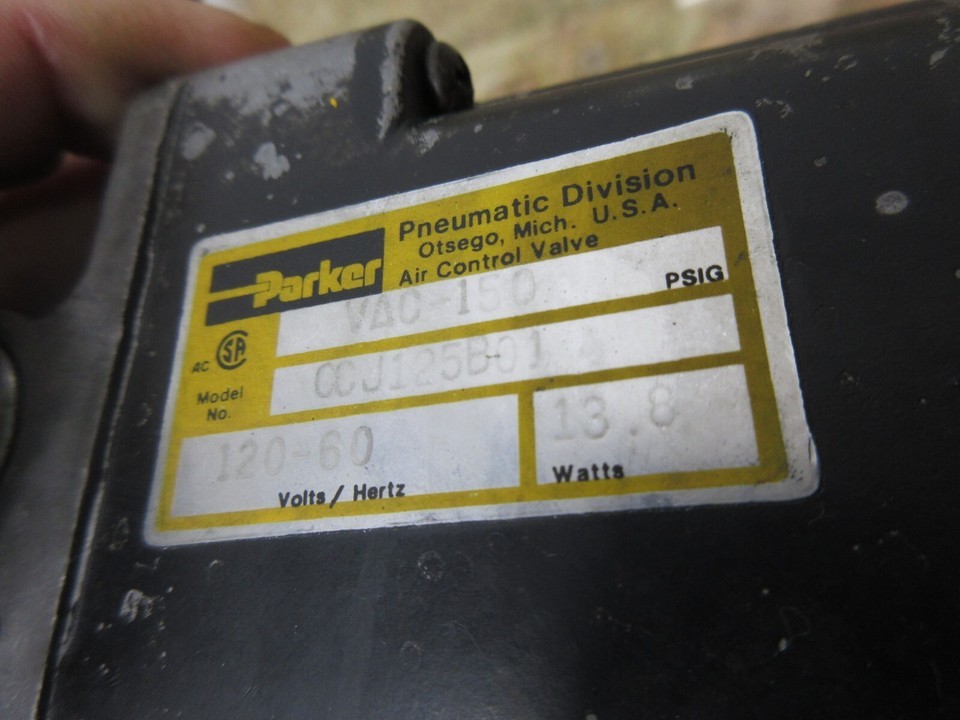 Parker
Pneumatic Division
Otsego, Mich. U.S.A.
Air Control Valve
VAC-150 PSIG
AC SA
CCJ125B01
Model
No.
120-60
Volts/Hertz
13.8
Watts